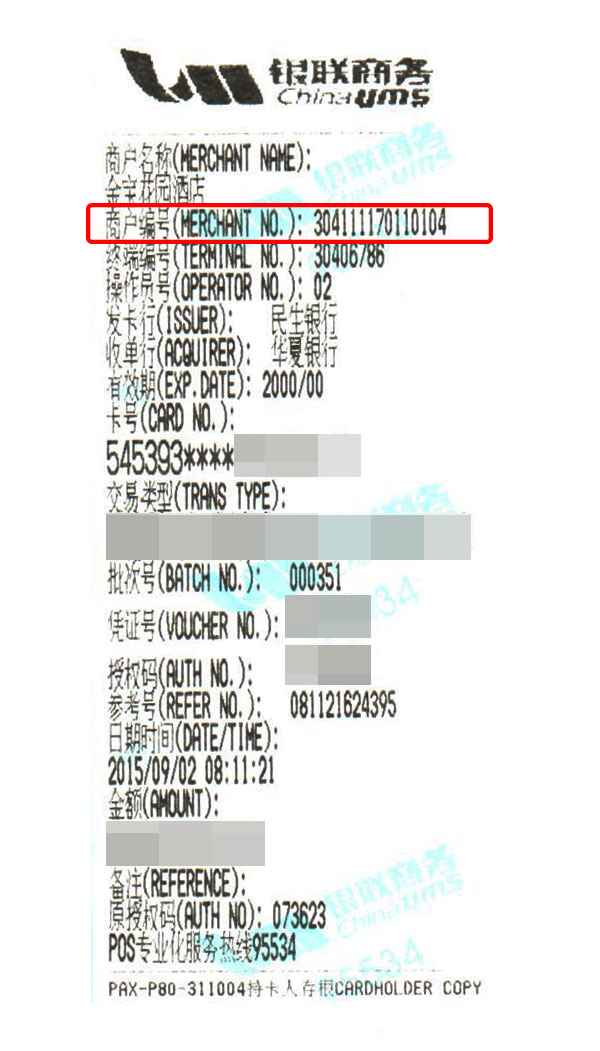 银联商务
China ums
商户名称(MERCHANT NAME):
金宝花园酒店
商户编号(MERCHANT NO.): 304111170110104
终端编号(TERMINAL NO.): 30406786
操作员号(OPERATOR NO.): 02
发卡行(ISSUER): 民生银行
收单行(ACQUIRER): 华夏银行
有效期(EXP.DATE): 2000/00
卡号(CARD NO.):
545393****
交易类型(TRANS TYPE):
批次号(BATCH NO.): 000351
凭证号(VOUCHER NO.):
授权码(AUTH NO.):
参考号(REFER NO.): 081121624395
日期时间(DATE/TIME):
2015/09/02 08:11:21
金额(AMOUNT):
备注(REFERENCE):
原授权码(AUTH NO): 073623
POS专业化服务热线95534
PAX-P80-311004持卡人存根CARDHOLDER COPY